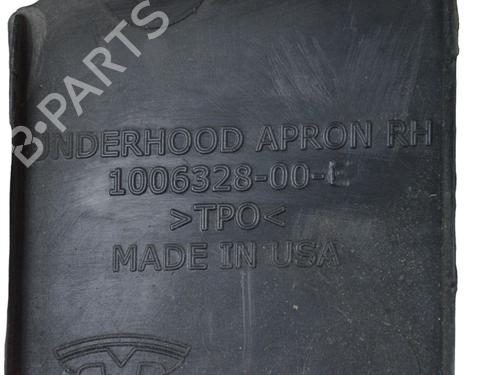 B-PARTS
UNDERHOOD APRON RH
1006328-00-E
>TPO<
MADE IN USA